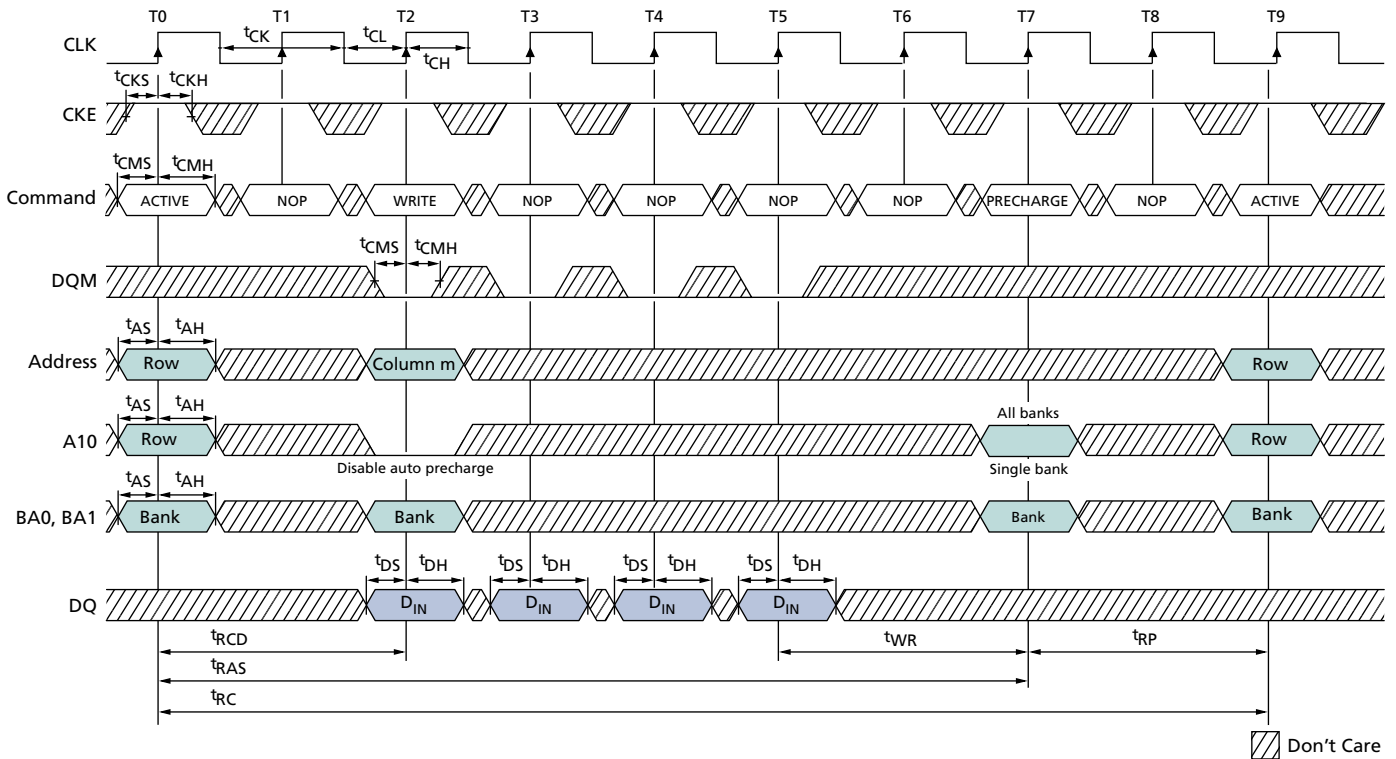 T0 T1 T2 T3 T4 T5 T6 T7 T8 T9
CLK tCK tCL tCH
tCKS tCKH
CKE
tCMS tCMH
Command ACTIVE NOP WRITE NOP NOP NOP NOP PRECHARGE NOP ACTIVE
tCMS tCMH
DQM
tAS tAH
Address Row Column m Row
tAS tAH All banks
A10 Row Row
Disable auto precharge Single bank
tAS tAH
BA0, BA1 Bank Bank Bank Bank
tDS tDH tDS tDH tDS tDH tDS tDH
DQ DIN DIN DIN DIN
tRCD tWR tRP
tRAS
tRC
Don't Care